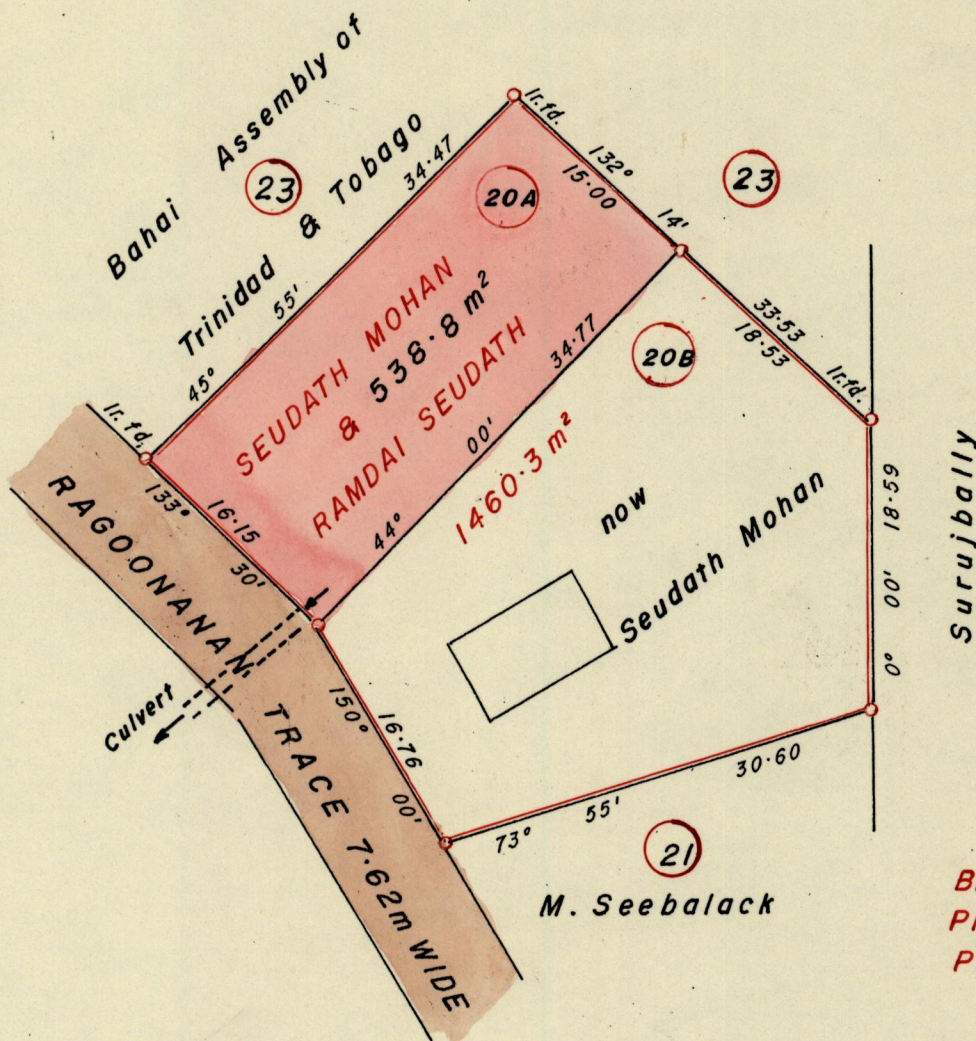 Bahai Assembly of
23
Trinidad & Tobago
Ir. fd.
45° 55' 34·47
Ir. fd.
132° 14'
15·00
20A
23
SEUDATH MOHAN
& 538·8 m²
RAMDAI SEUDATH
133° 30'
16·15
44° 00' 34·77
20B
33·53
18·53
Ir. fd.
1460·3 m²
now
Seudath Mohan
0° 00' 18·59
Surujbally
Culvert
RAGOONANAN TRACE 7·62m WIDE
150° 00'
16·76
73° 55' 30·60
21
M. Seebalack